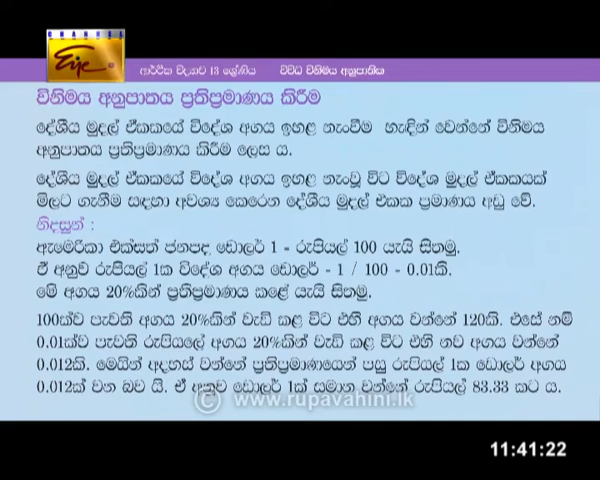 CHANNEL
Eye
ආර්ථික විද්‍යාව 13 ශ්‍රේණිය විවිධ විනිමය අනුපාතික
විනිමය අනුපාතය ප්‍රතිප්‍රමාණය කිරීම
දේශීය මුදල් ඒකකයේ විදේශ අගය ඉහළ නැංවීම හැඳින් වෙන්නේ විනිමය
අනුපාතය ප්‍රතිප්‍රමාණය කිරීම ලෙස ය.
දේශීය මුදල් ඒකකයේ විදේශ අගය ඉහළ නැංවූ විට විදේශ මුදල් ඒකකයක්
මිලට ගැනීම සඳහා අවශ්‍ය කෙරෙන දේශීය මුදල් ඒකක ප්‍රමාණය අඩු වේ.
නිදසුන් :
ඇමෙරිකා එක්සත් ජනපද ඩොලර් 1 - රුපියල් 100 යැයි සිතමු.
ඒ අනුව රුපියල් 1ක විදේශ අගය ඩොලර් - 1 / 100 - 0.01කි.
මේ අගය 20%කින් ප්‍රතිප්‍රමාණය කළේ යැයි සිතමු.
100ක්ව පැවති අගය 20%කින් වැඩි කළ විට එහි අගය වන්නේ 120කි. එසේ නම්
0.01ක්ව පැවති රුපියලේ අගය 20%කින් වැඩි කළ විට එහි නව අගය වන්නේ
0.012කි. මෙයින් අදහස් වන්නේ ප්‍රතිප්‍රමාණයෙන් පසු රුපියල් 1ක ඩොලර් අගය
0.012ක් වන බව යි. ඒ අනුව ඩොලර් 1ක් සමාන වන්නේ රුපියල් 83.33 කට ය.
© www.rupavahini.lk
11:41:22